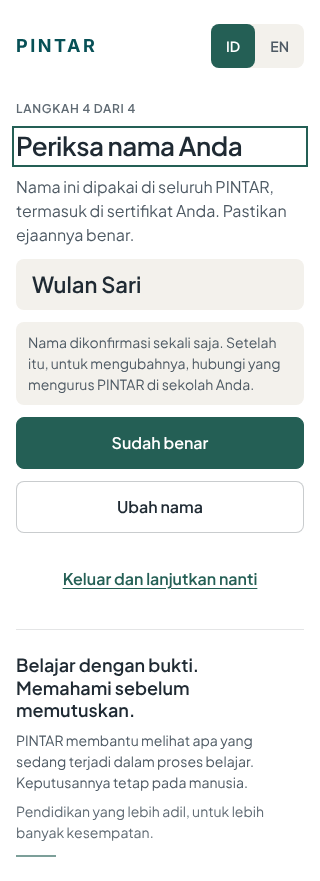 PINTAR
ID
EN
LANGKAH 4 DARI 4
Periksa nama Anda
Nama ini dipakai di seluruh PINTAR,
termasuk di sertifikat Anda. Pastikan
ejaannya benar.
Wulan Sari
Nama dikonfirmasi sekali saja. Setelah
itu, untuk mengubahnya, hubungi yang
mengurus PINTAR di sekolah Anda.
Sudah benar
Ubah nama
Keluar dan lanjutkan nanti
Belajar dengan bukti.
Memahami sebelum
memutuskan.
PINTAR membantu melihat apa yang
sedang terjadi dalam proses belajar.
Keputusannya tetap pada manusia.
Pendidikan yang lebih adil, untuk lebih
banyak kesempatan.